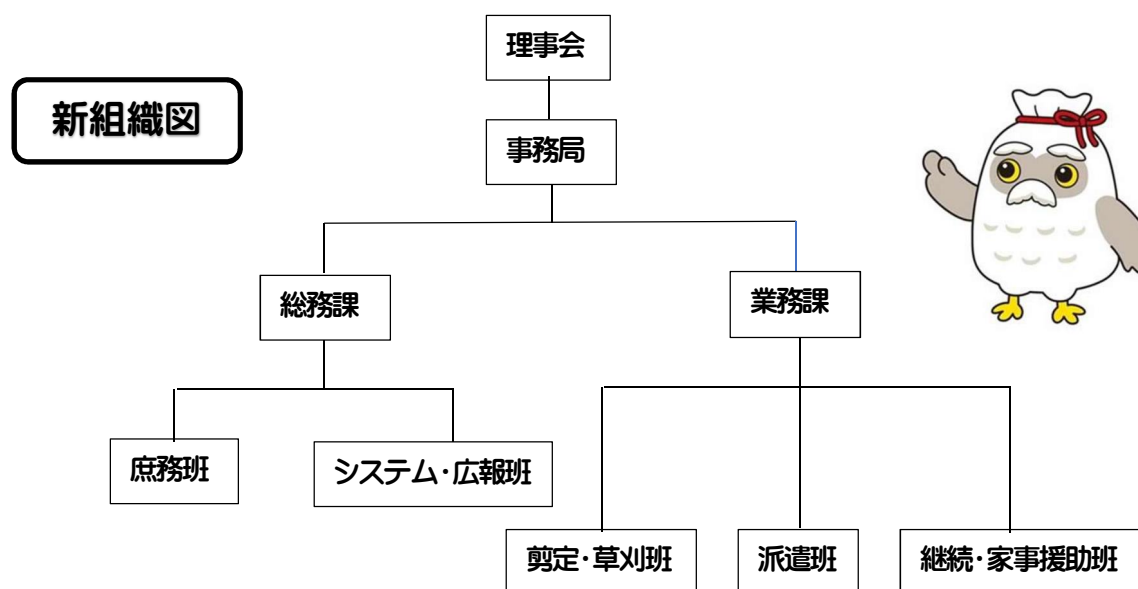 理事会
新組織図
事務局
総務課
業務課
庶務班
システム・広報班
剪定・草刈班
派遣班
継続・家事援助班